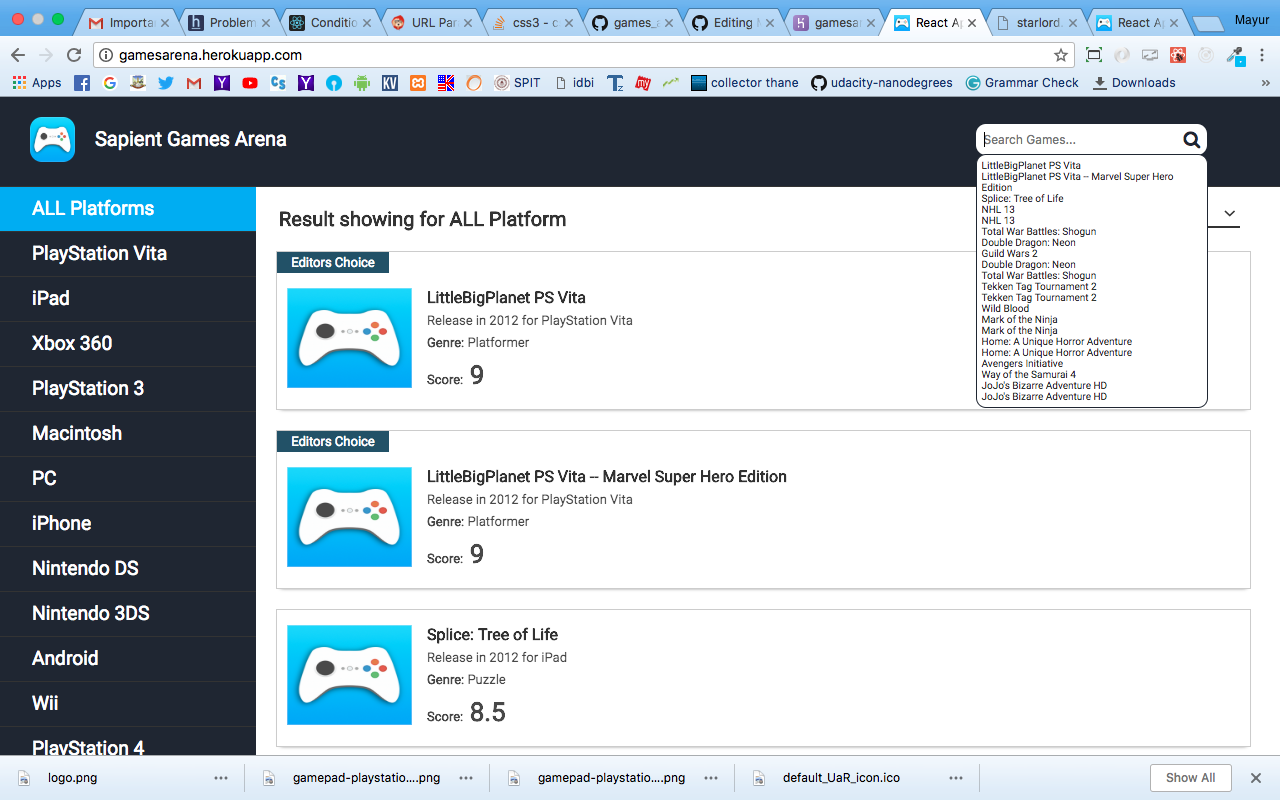 Importa
Problem
Conditio
URL Par
css3 - c
games_a
Editing M
gamesar
React Ap
starlord.
React Ap
Mayur
gamesarena.herokuapp.com
Apps
SPIT
idbi
collector thane
udacity-nanodegrees
Grammar Check
Downloads
»
Sapient Games Arena
Search Games...
LittleBigPlanet PS Vita
LittleBigPlanet PS Vita -- Marvel Super Hero
Edition
Splice: Tree of Life
NHL 13
NHL 13
Total War Battles: Shogun
Double Dragon: Neon
Guild Wars 2
Double Dragon: Neon
Total War Battles: Shogun
Tekken Tag Tournament 2
Tekken Tag Tournament 2
Wild Blood
Mark of the Ninja
Mark of the Ninja
Home: A Unique Horror Adventure
Home: A Unique Horror Adventure
Avengers Initiative
Way of the Samurai 4
JoJo's Bizarre Adventure HD
JoJo's Bizarre Adventure HD
ALL Platforms
PlayStation Vita
iPad
Xbox 360
PlayStation 3
Macintosh
PC
iPhone
Nintendo DS
Nintendo 3DS
Android
Wii
PlayStation 4
Result showing for ALL Platform
Editors Choice
LittleBigPlanet PS Vita
Release in 2012 for PlayStation Vita
Genre: Platformer
Score: 9
Editors Choice
LittleBigPlanet PS Vita -- Marvel Super Hero Edition
Release in 2012 for PlayStation Vita
Genre: Platformer
Score: 9
Splice: Tree of Life
Release in 2012 for iPad
Genre: Puzzle
Score: 8.5
logo.png
gamepad-playstatio....png
gamepad-playstatio....png
default_UaR_icon.ico
Show All